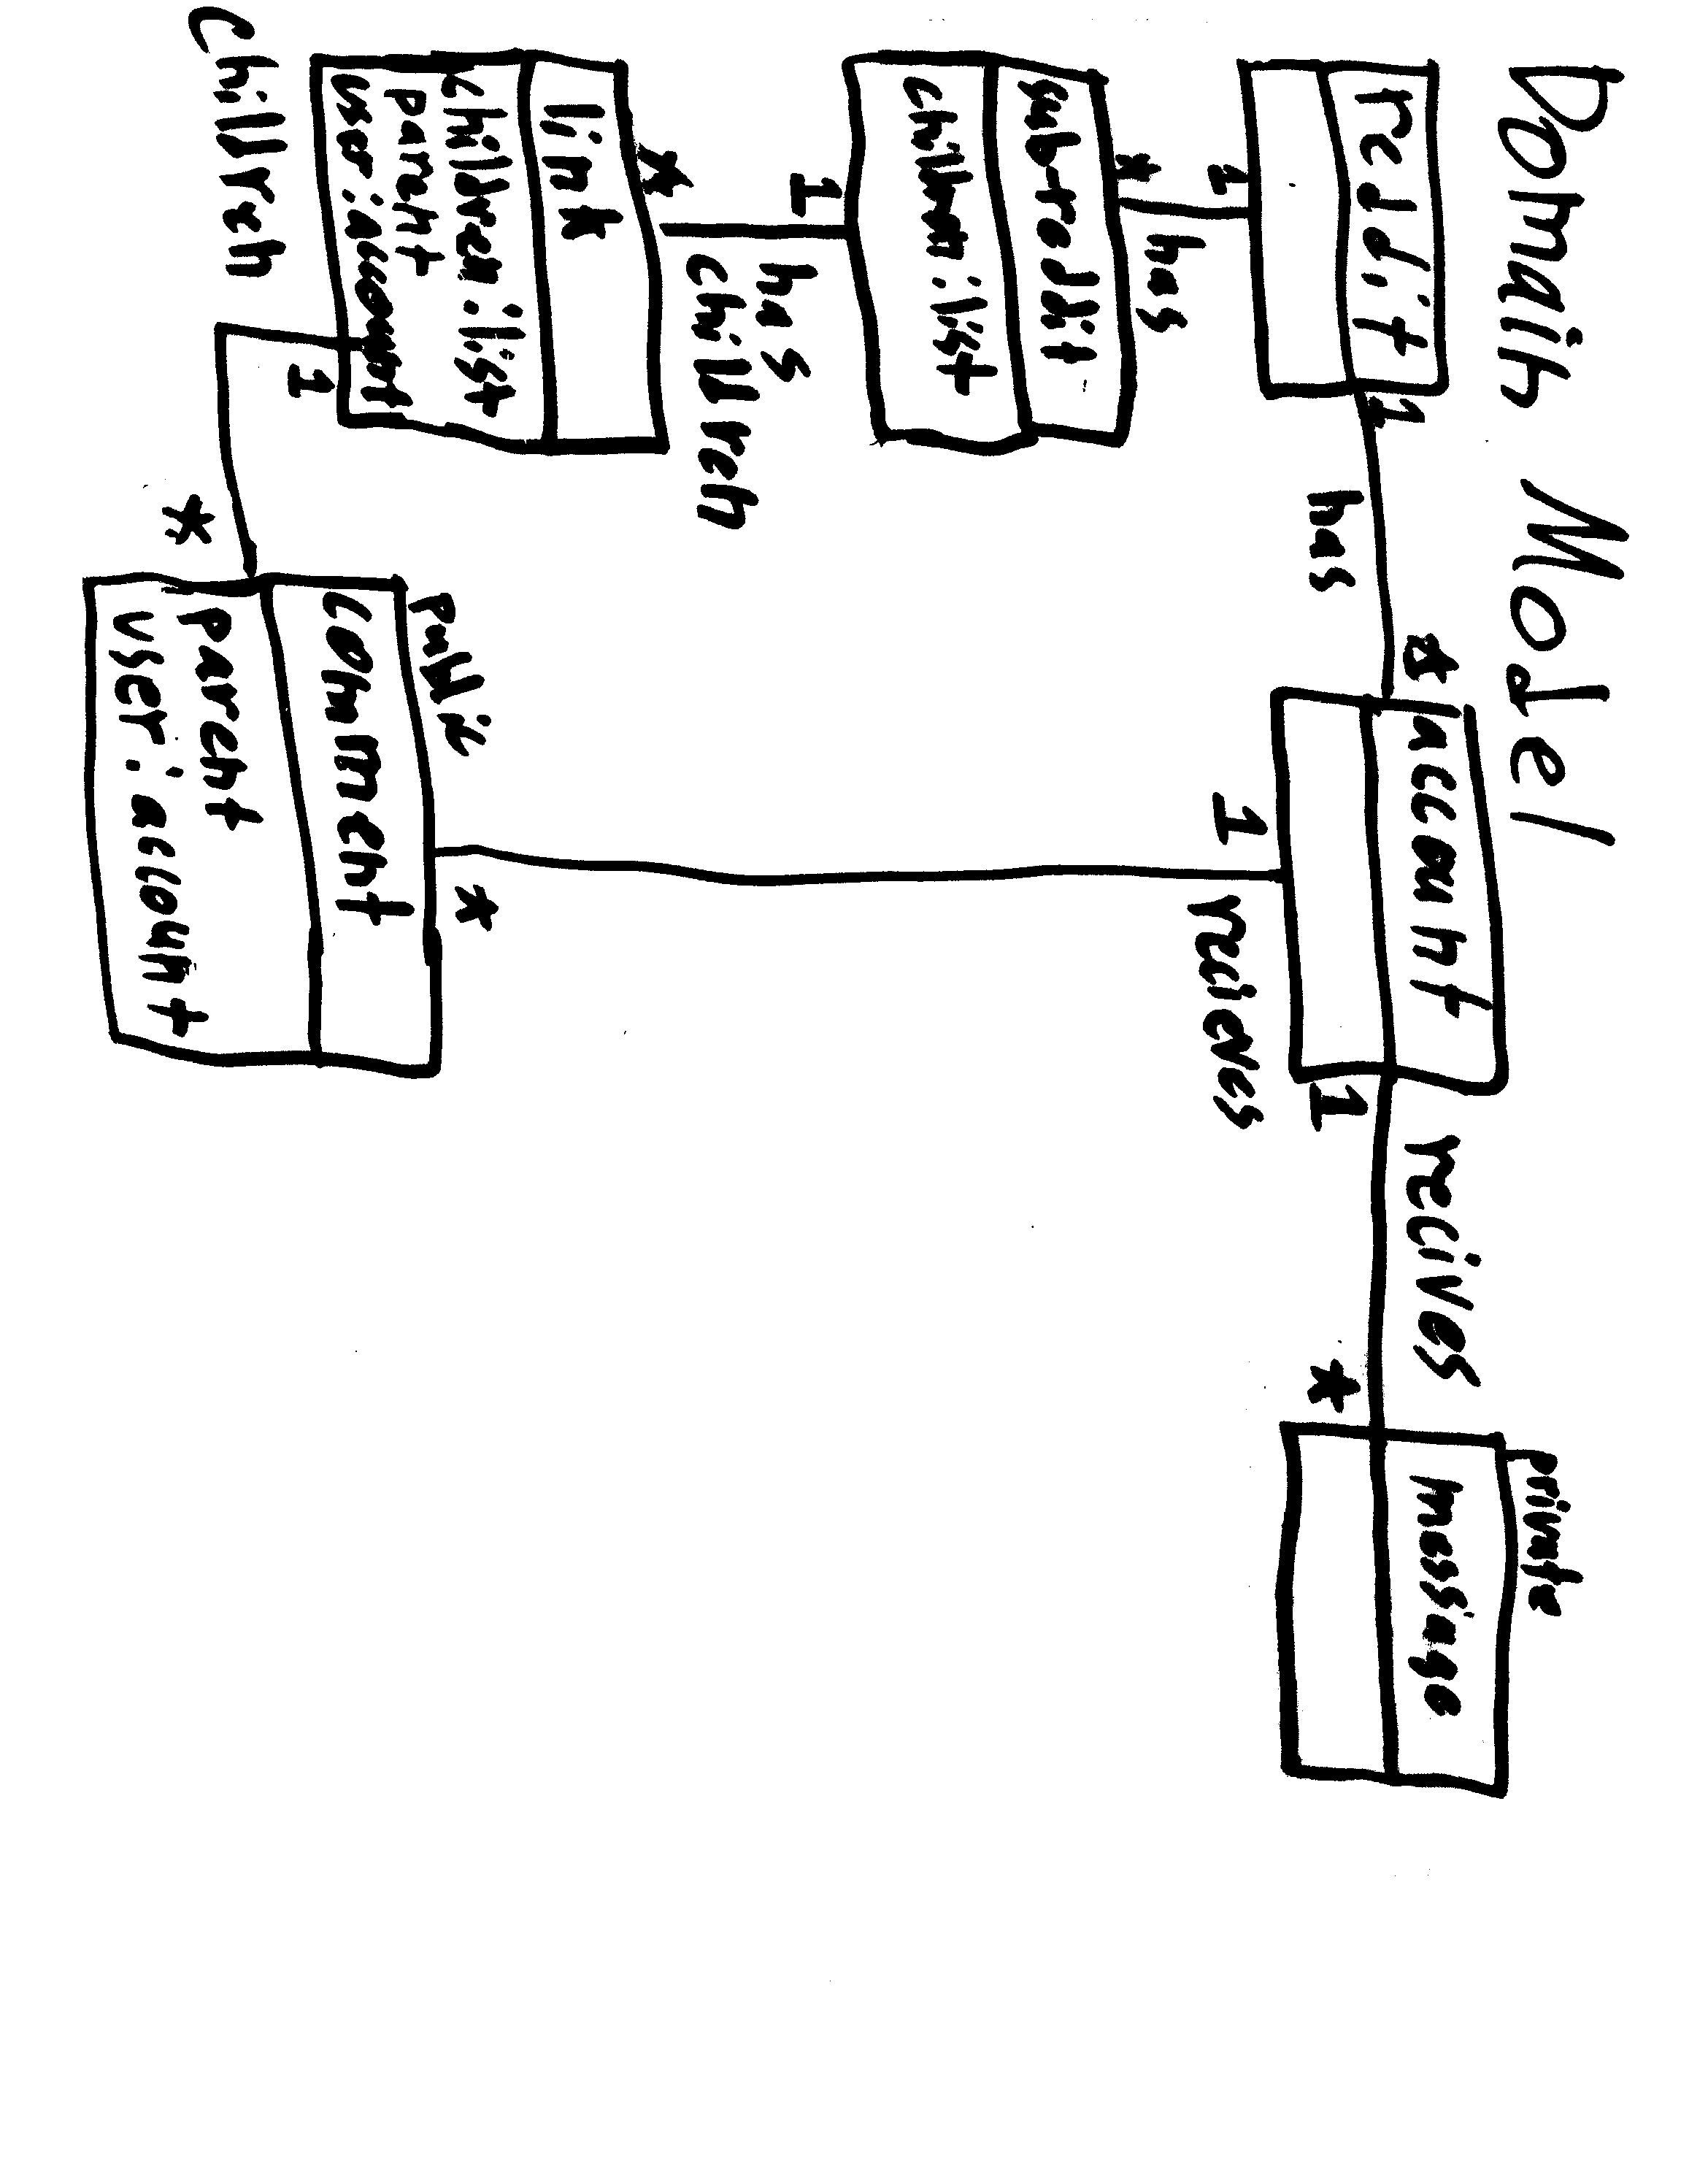 Domain Model
reddit
1
has
*
account
1
recives
*
private
message
1
has
*
sub-reddit
children:list
1
has
children
*
link
children:list
parent
user:account
1
children
*
public
comment
parent
user:account
*
1
recieves